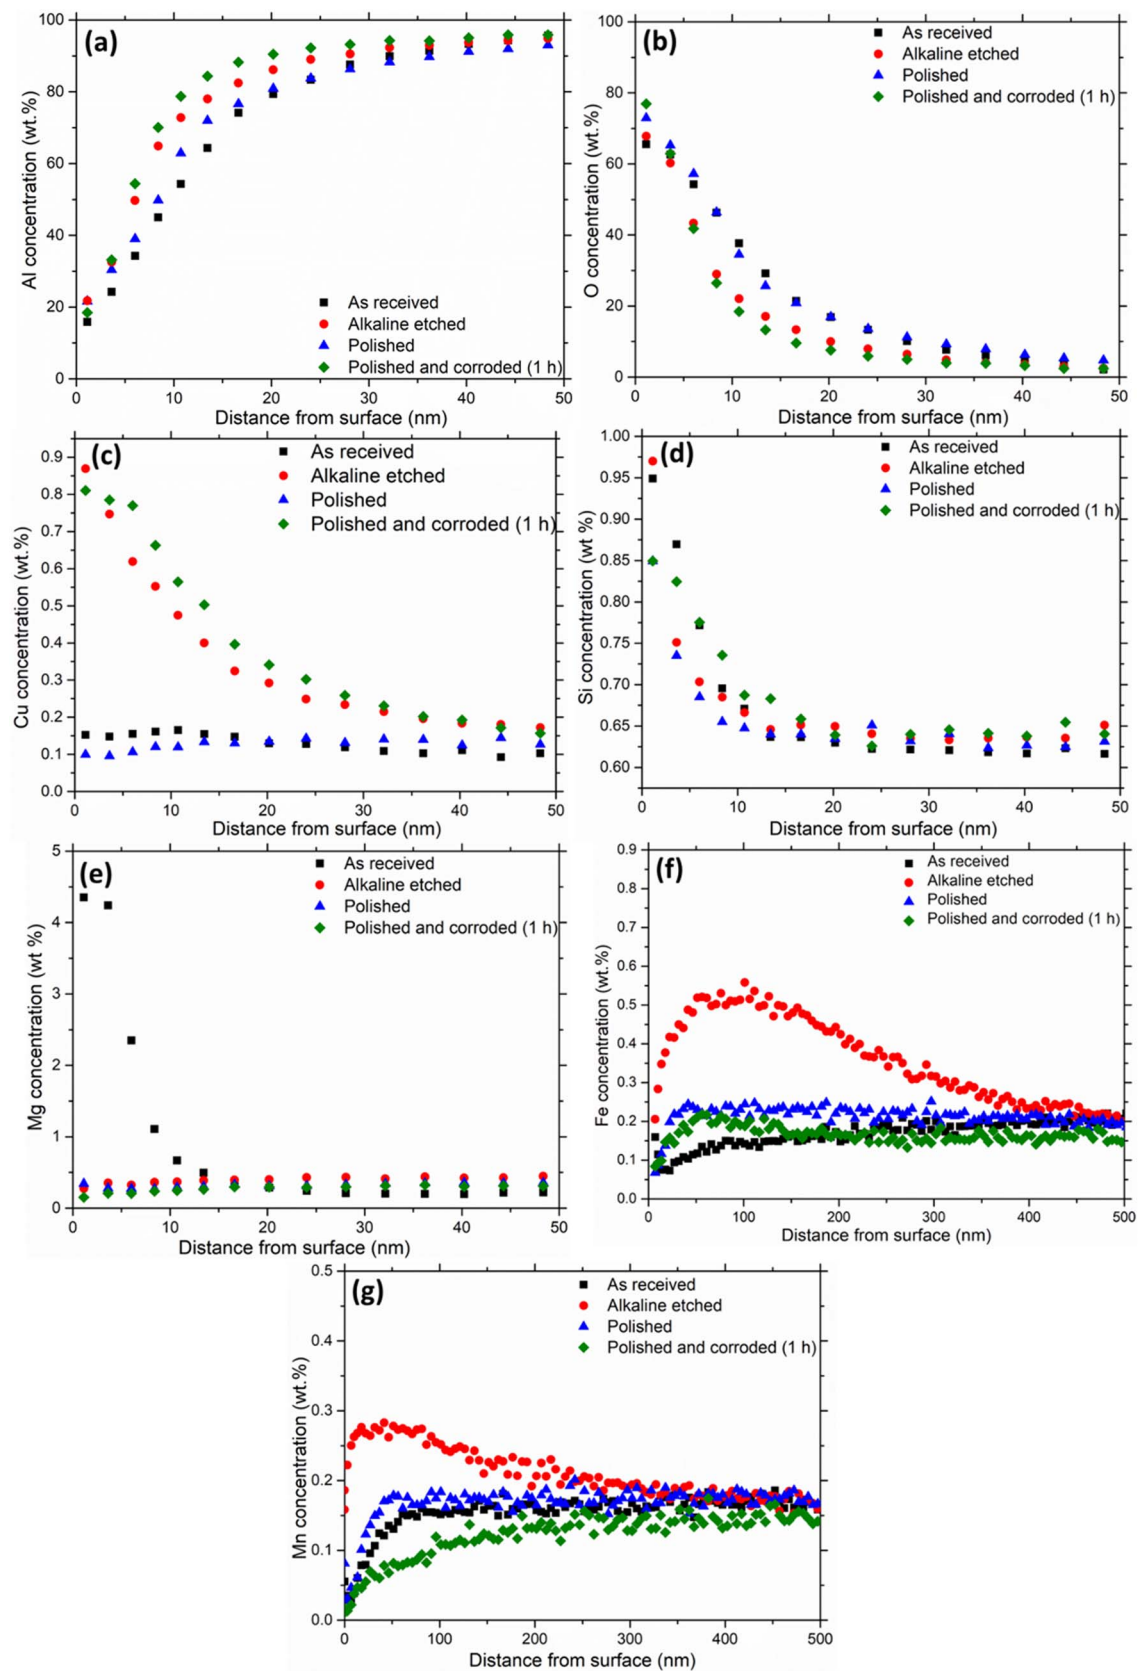 (a)
100
80
60
40
20
0
Al concentration (wt.%)
As received
Alkaline etched
Polished
Polished and corroded (1 h)
0 10 20 30 40 50
Distance from surface (nm)
(b)
100
80
60
40
20
0
O concentration (wt.%)
As received
Alkaline etched
Polished
Polished and corroded (1 h)
0 10 20 30 40 50
Distance from surface (nm)
(c)
0.9
0.8
0.7
0.6
0.5
0.4
0.3
0.2
0.1
0.0
Cu concentration (wt.%)
As received
Alkaline etched
Polished
Polished and corroded (1 h)
0 10 20 30 40 50
Distance from surface (nm)
(d)
1.00
0.95
0.90
0.85
0.80
0.75
0.70
0.65
0.60
Si concentration (wt %)
As received
Alkaline etched
Polished
Polished and corroded (1 h)
0 10 20 30 40 50
Distance from surface (nm)
(e)
5
4
3
2
1
0
Mg concentration (wt %)
As received
Alkaline etched
Polished
Polished and corroded (1 h)
0 10 20 30 40 50
Distance from surface (nm)
(f)
0.9
0.8
0.7
0.6
0.5
0.4
0.3
0.2
0.1
0.0
Fe concentration (wt.%)
As received
Alkaline etched
Polished
Polished and corroded (1 h)
0 100 200 300 400 500
Distance from surface (nm)
(g)
0.5
0.4
0.3
0.2
0.1
0.0
Mn concentration (wt.%)
As received
Alkaline etched
Polished
Polished and corroded (1 h)
0 100 200 300 400 500
Distance from surface (nm)